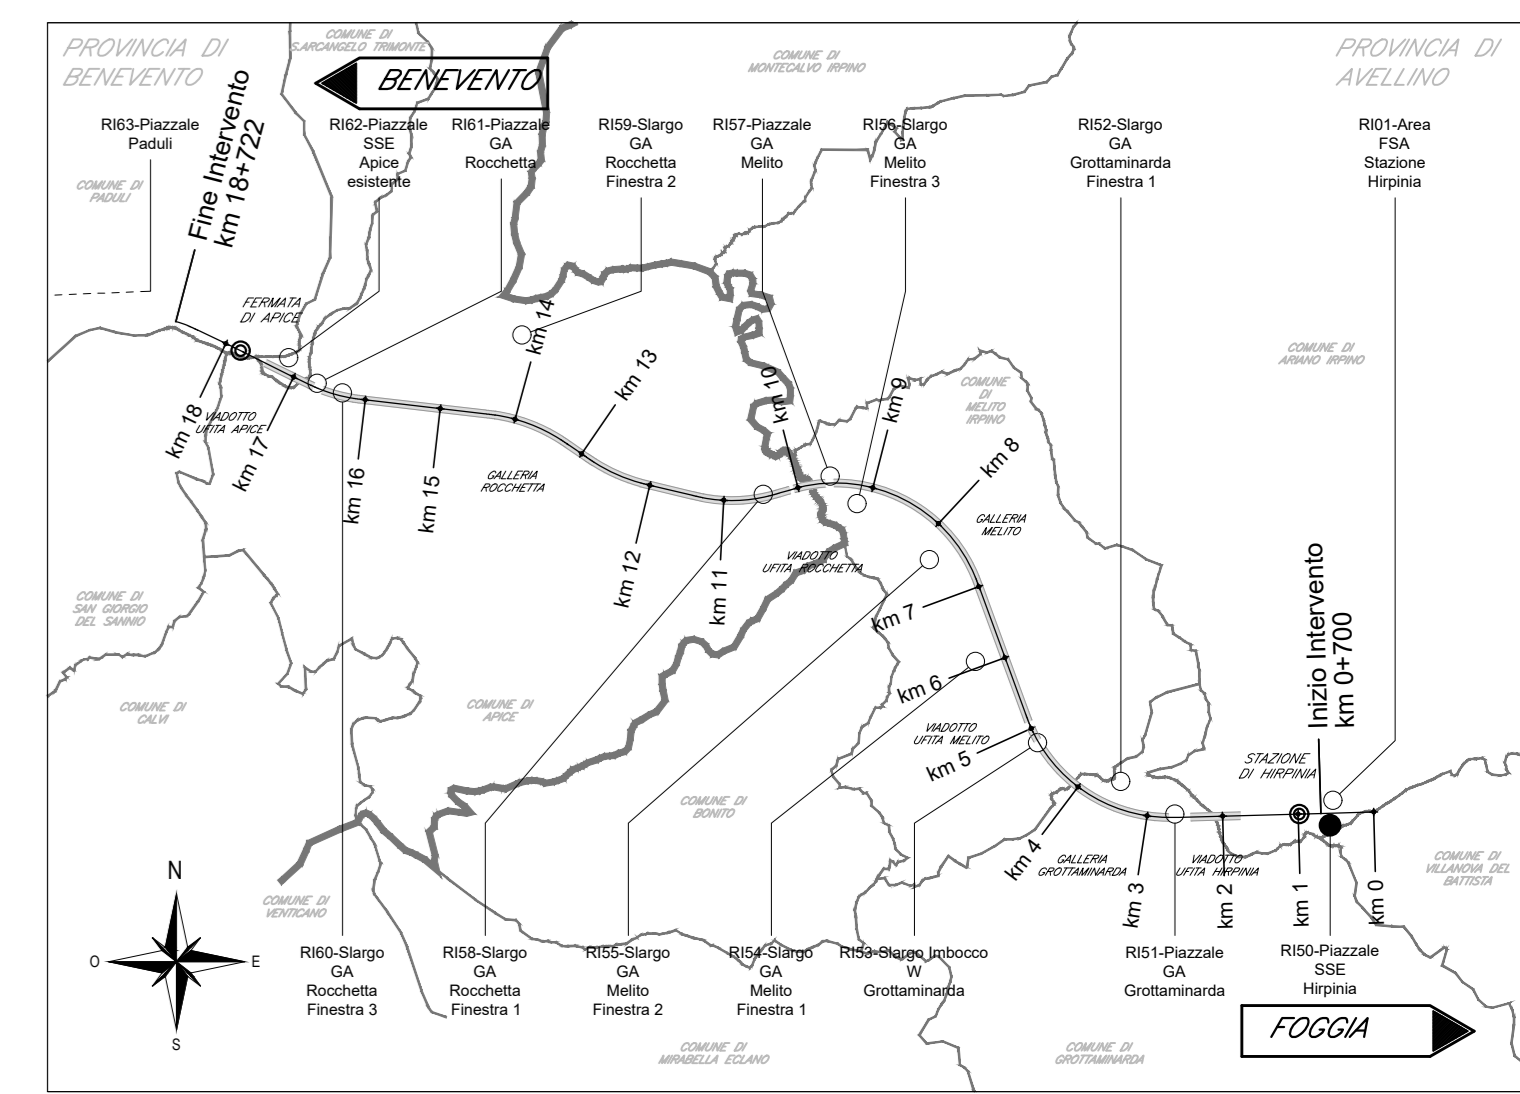 PROVINCIA DI
BENEVENTO
COMUNE DI
S.ARCANGELO TRIMONTE
BENEVENTO
COMUNE DI
MONTECALVO IRPINO
PROVINCIA DI
AVELLINO
Fine Intervento
km 18+722
RI63-Piazzale
Paduli
RI62-Piazzale
SSE
Apice
esistente
RI61-Piazzale
GA
Rocchetta
RI59-Slargo
GA
Rocchetta
Finestra 2
RI57-Piazzale
GA
Melito
RI56-Slargo
GA
Melito
Finestra 3
RI52-Slargo
GA
Grottaminarda
Finestra 1
RI01-Area
FSA
Stazione
Hirpinia
COMUNE DI
PADULI
FERMATA
DI APICE
km 14
km 13
km 10
km 9
COMUNE
DI
MELITO
IRPINO
COMUNE DI
ARIANO IRPINO
km 18
VIADOTTO
UFITA APICE
km 17
km 16
km 15
GALLERIA
ROCCHETTA
km 8
GALLERIA
MELITO
km 12
km 11
VIADOTTO
UFITA ROCCHETTA
km 7
COMUNE DI
SAN GIORGIO
DEL SANNIO
Inizio Intervento
km 0+700
km 6
COMUNE DI
CALVI
COMUNE DI
APICE
VIADOTTO
UFITA MELITO
km 5
STAZIONE
DI HIRPINIA
COMUNE DI
BONITO
km 4
GALLERIA
GROTTAMINARDA
km 3
VIADOTTO
UFITA HIRPINIA
km 2
km 1
km 0
COMUNE DI
VILLANOVA DEL
BATTISTA
COMUNE DI
VENTICANO
N
O
E
S
RI60-Slargo
GA
Rocchetta
Finestra 3
RI58-Slargo
GA
Rocchetta
Finestra 1
RI55-Slargo
GA
Melito
Finestra 2
RI54-Slargo
GA
Melito
Finestra 1
RI53-Slargo Imbocco
W
Grottaminarda
RI51-Piazzale
GA
Grottaminarda
RI50-Piazzale
SSE
Hirpinia
FOGGIA
COMUNE DI
MIRABELLA ECLANO
COMUNE DI
GROTTAMINARDA